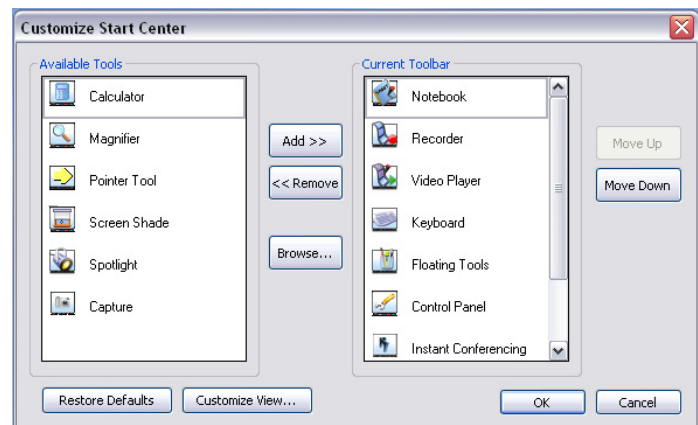 Customize Start Center
Available Tools
Calculator
Magnifier
Pointer Tool
Screen Shade
Spotlight
Capture
Add >>
<< Remove
Browse...
Current Toolbar
Notebook
Recorder
Video Player
Keyboard
Floating Tools
Control Panel
Instant Conferencing
Move Up
Move Down
Restore Defaults
Customize View...
OK
Cancel